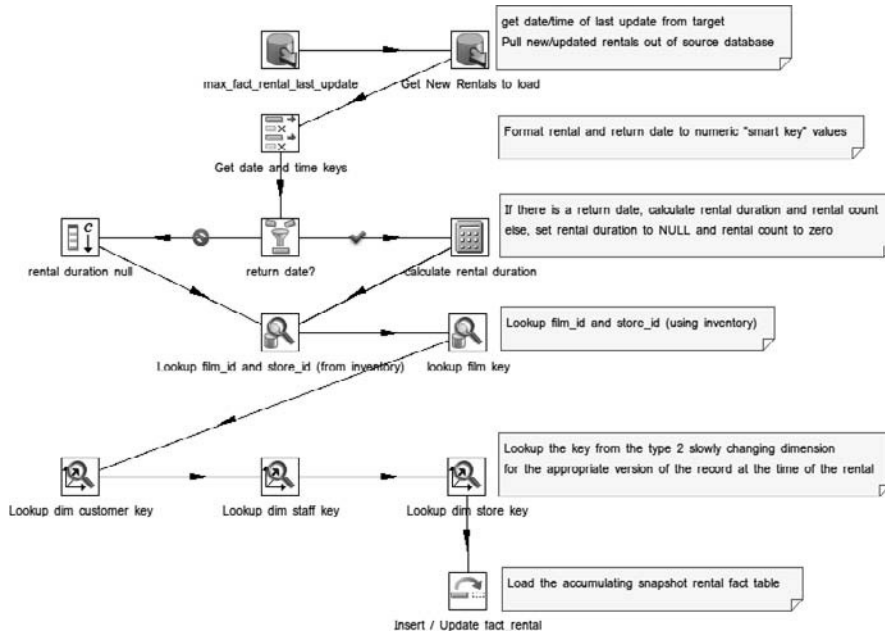 get date/time of last update from target
Pull new/updated rentals out of source database
max_fact_rental_last_update
Get New Rentals to load
Format rental and return date to numeric "smart key" values
Get date and time keys
If there is a return date, calculate rental duration and rental count
else, set rental duration to NULL and rental count to zero
C
rental duration null
return date?
calculate rental duration
Lookup film_id and store_id (using inventory)
Lookup film_id and store_id (from inventory)
lookup film key
Lookup the key from the type 2 slowly changing dimension
for the appropriate version of the record at the time of the rental
Lookup dim customer key
Lookup dim staff key
Lookup dim store key
Load the accumulating snapshot rental fact table
Insert / Update fact rental